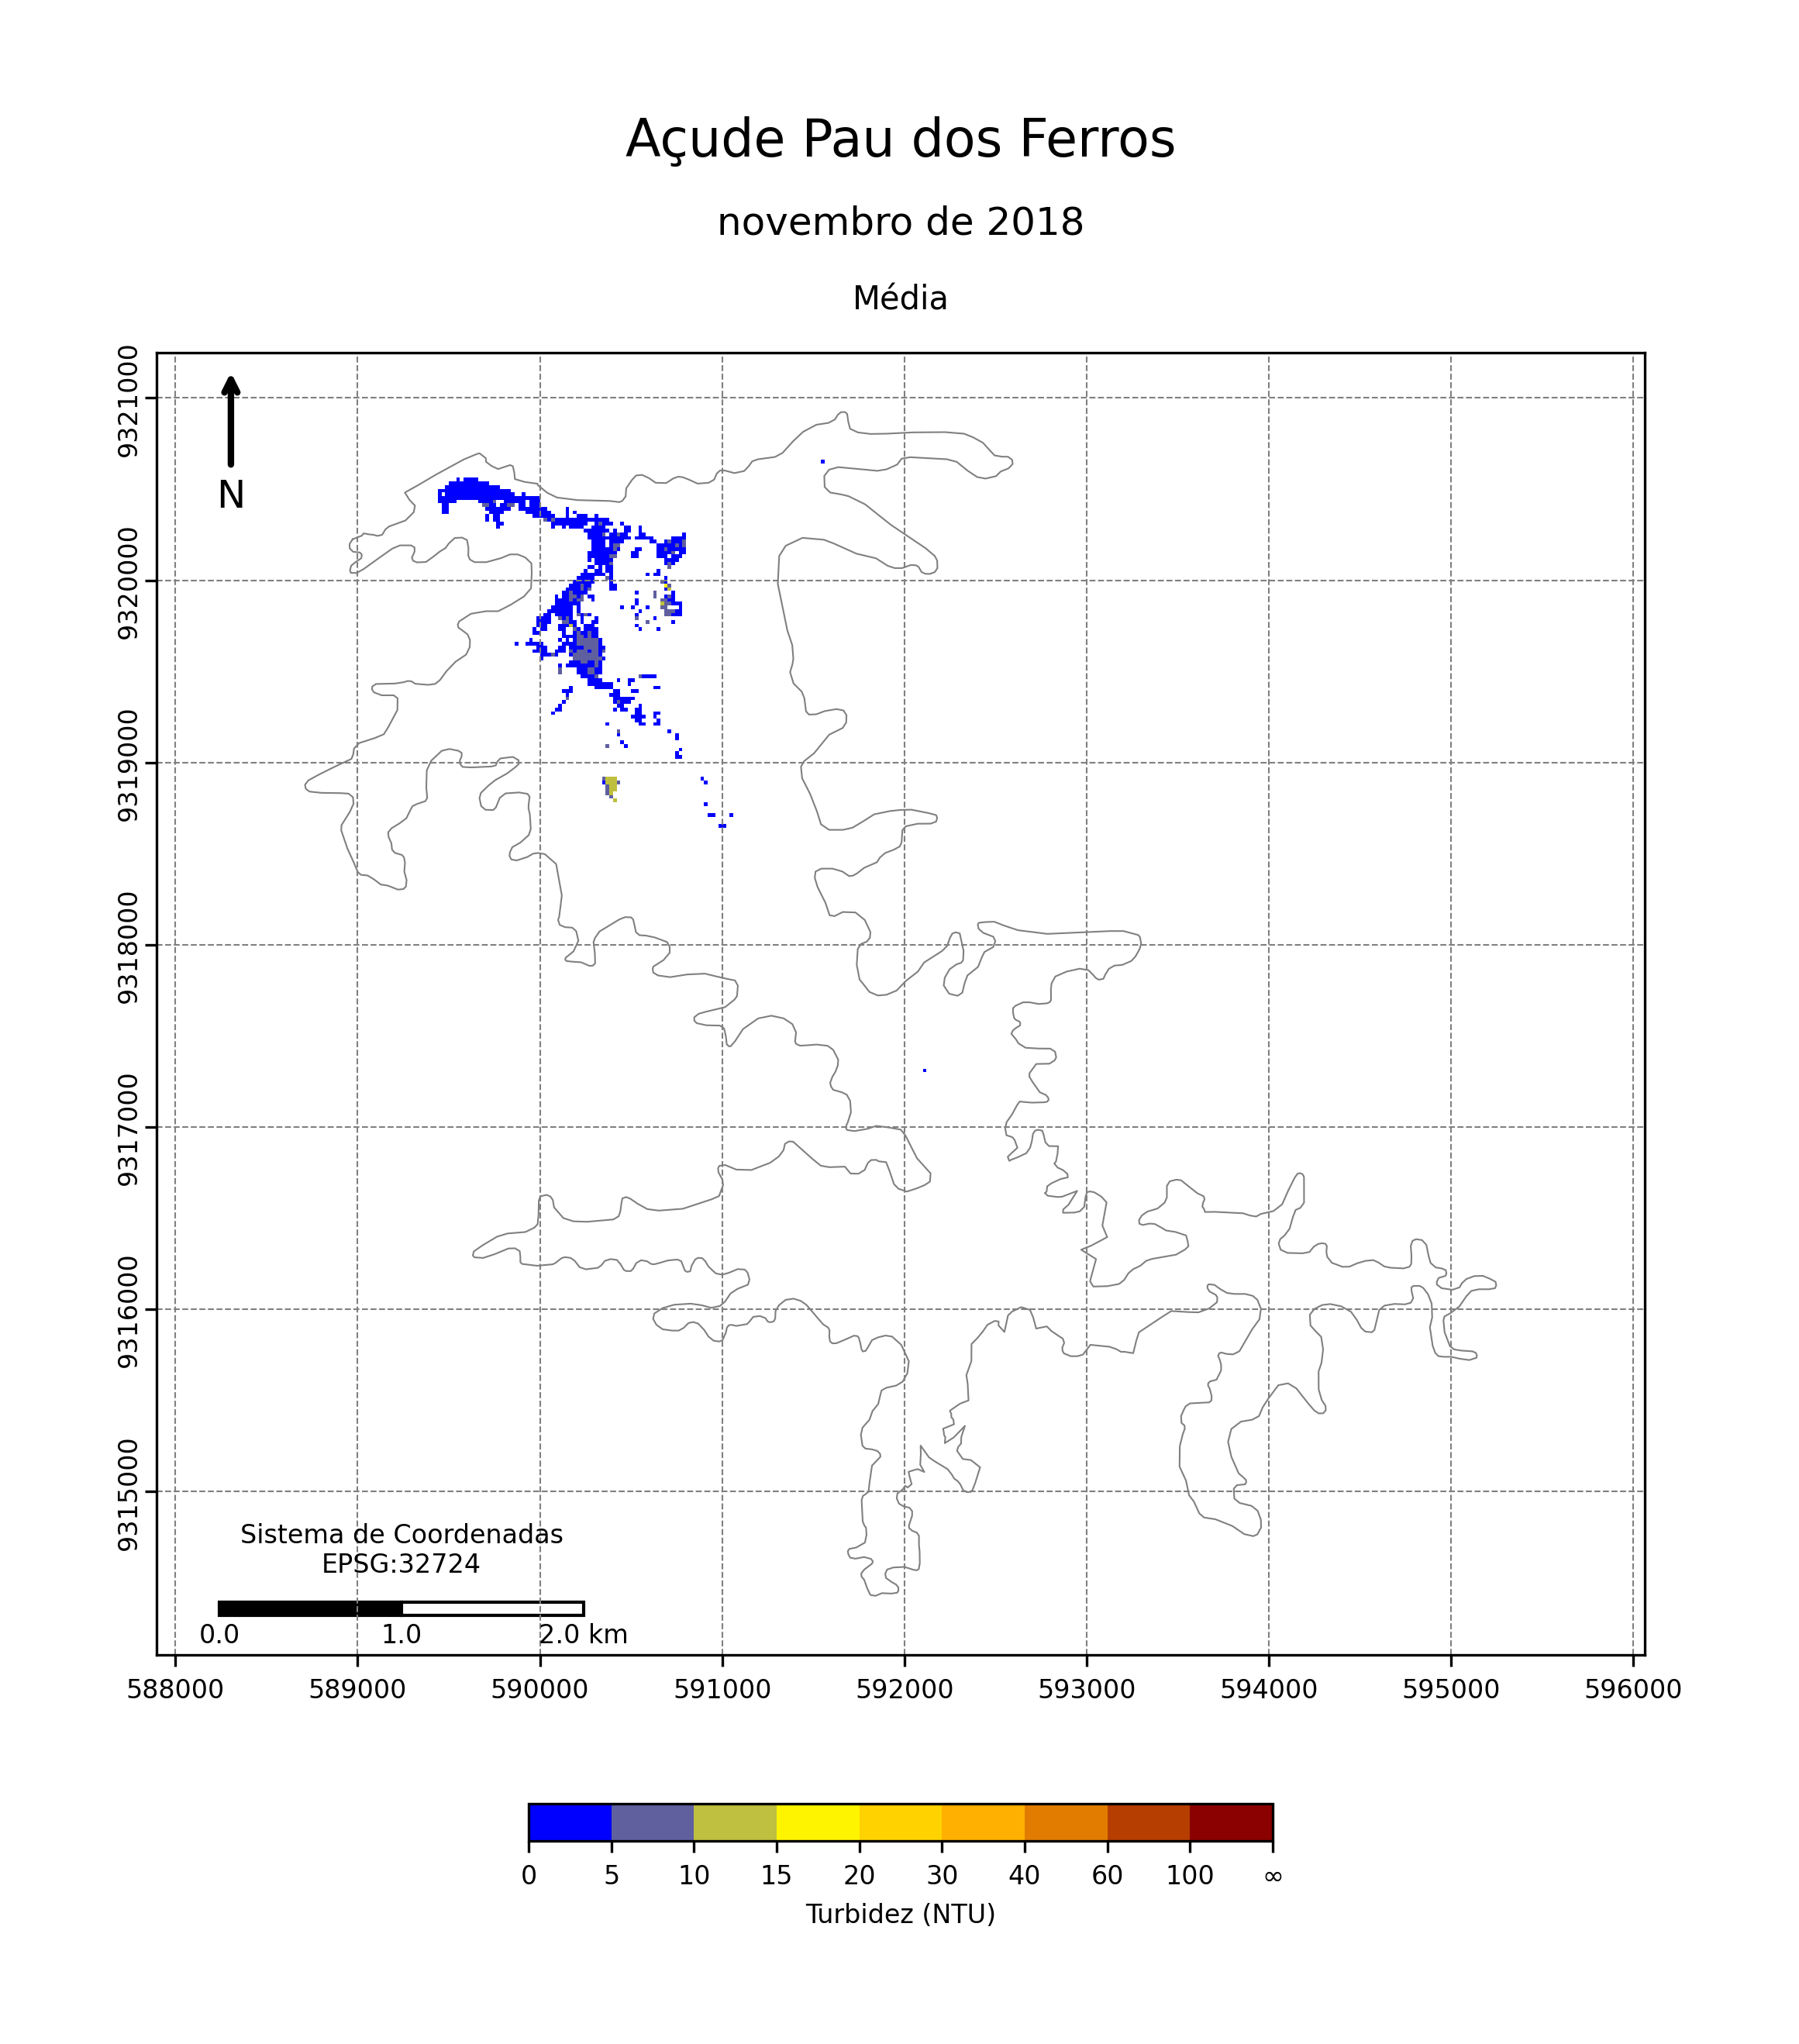 Açude Pau dos Ferros
novembro de 2018
Média
9321000
9320000
9319000
9318000
9317000
9316000
9315000
N
Sistema de Coordenadas
EPSG:32724
0.0 1.0 2.0 km
588000 589000 590000 591000 592000 593000 594000 595000 596000
0 5 10 15 20 30 40 60 100 ∞
Turbidez (NTU)